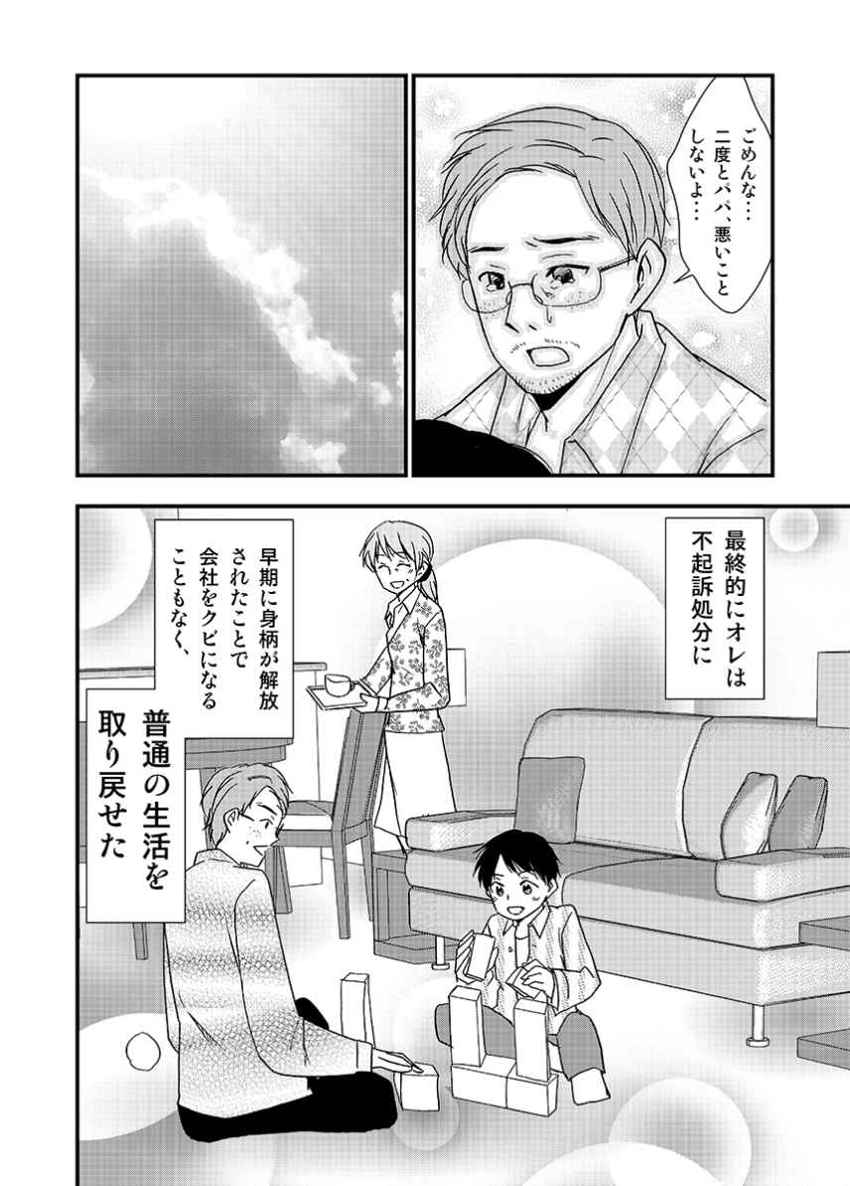 ごめんな･･･
二度とパパ、悪いこと
しないよ･･･
最終的にオレは
不起訴処分に
早期に身柄が解放
されたことで
会社をクビになる
こともなく、
普通の生活を
取り戻せた